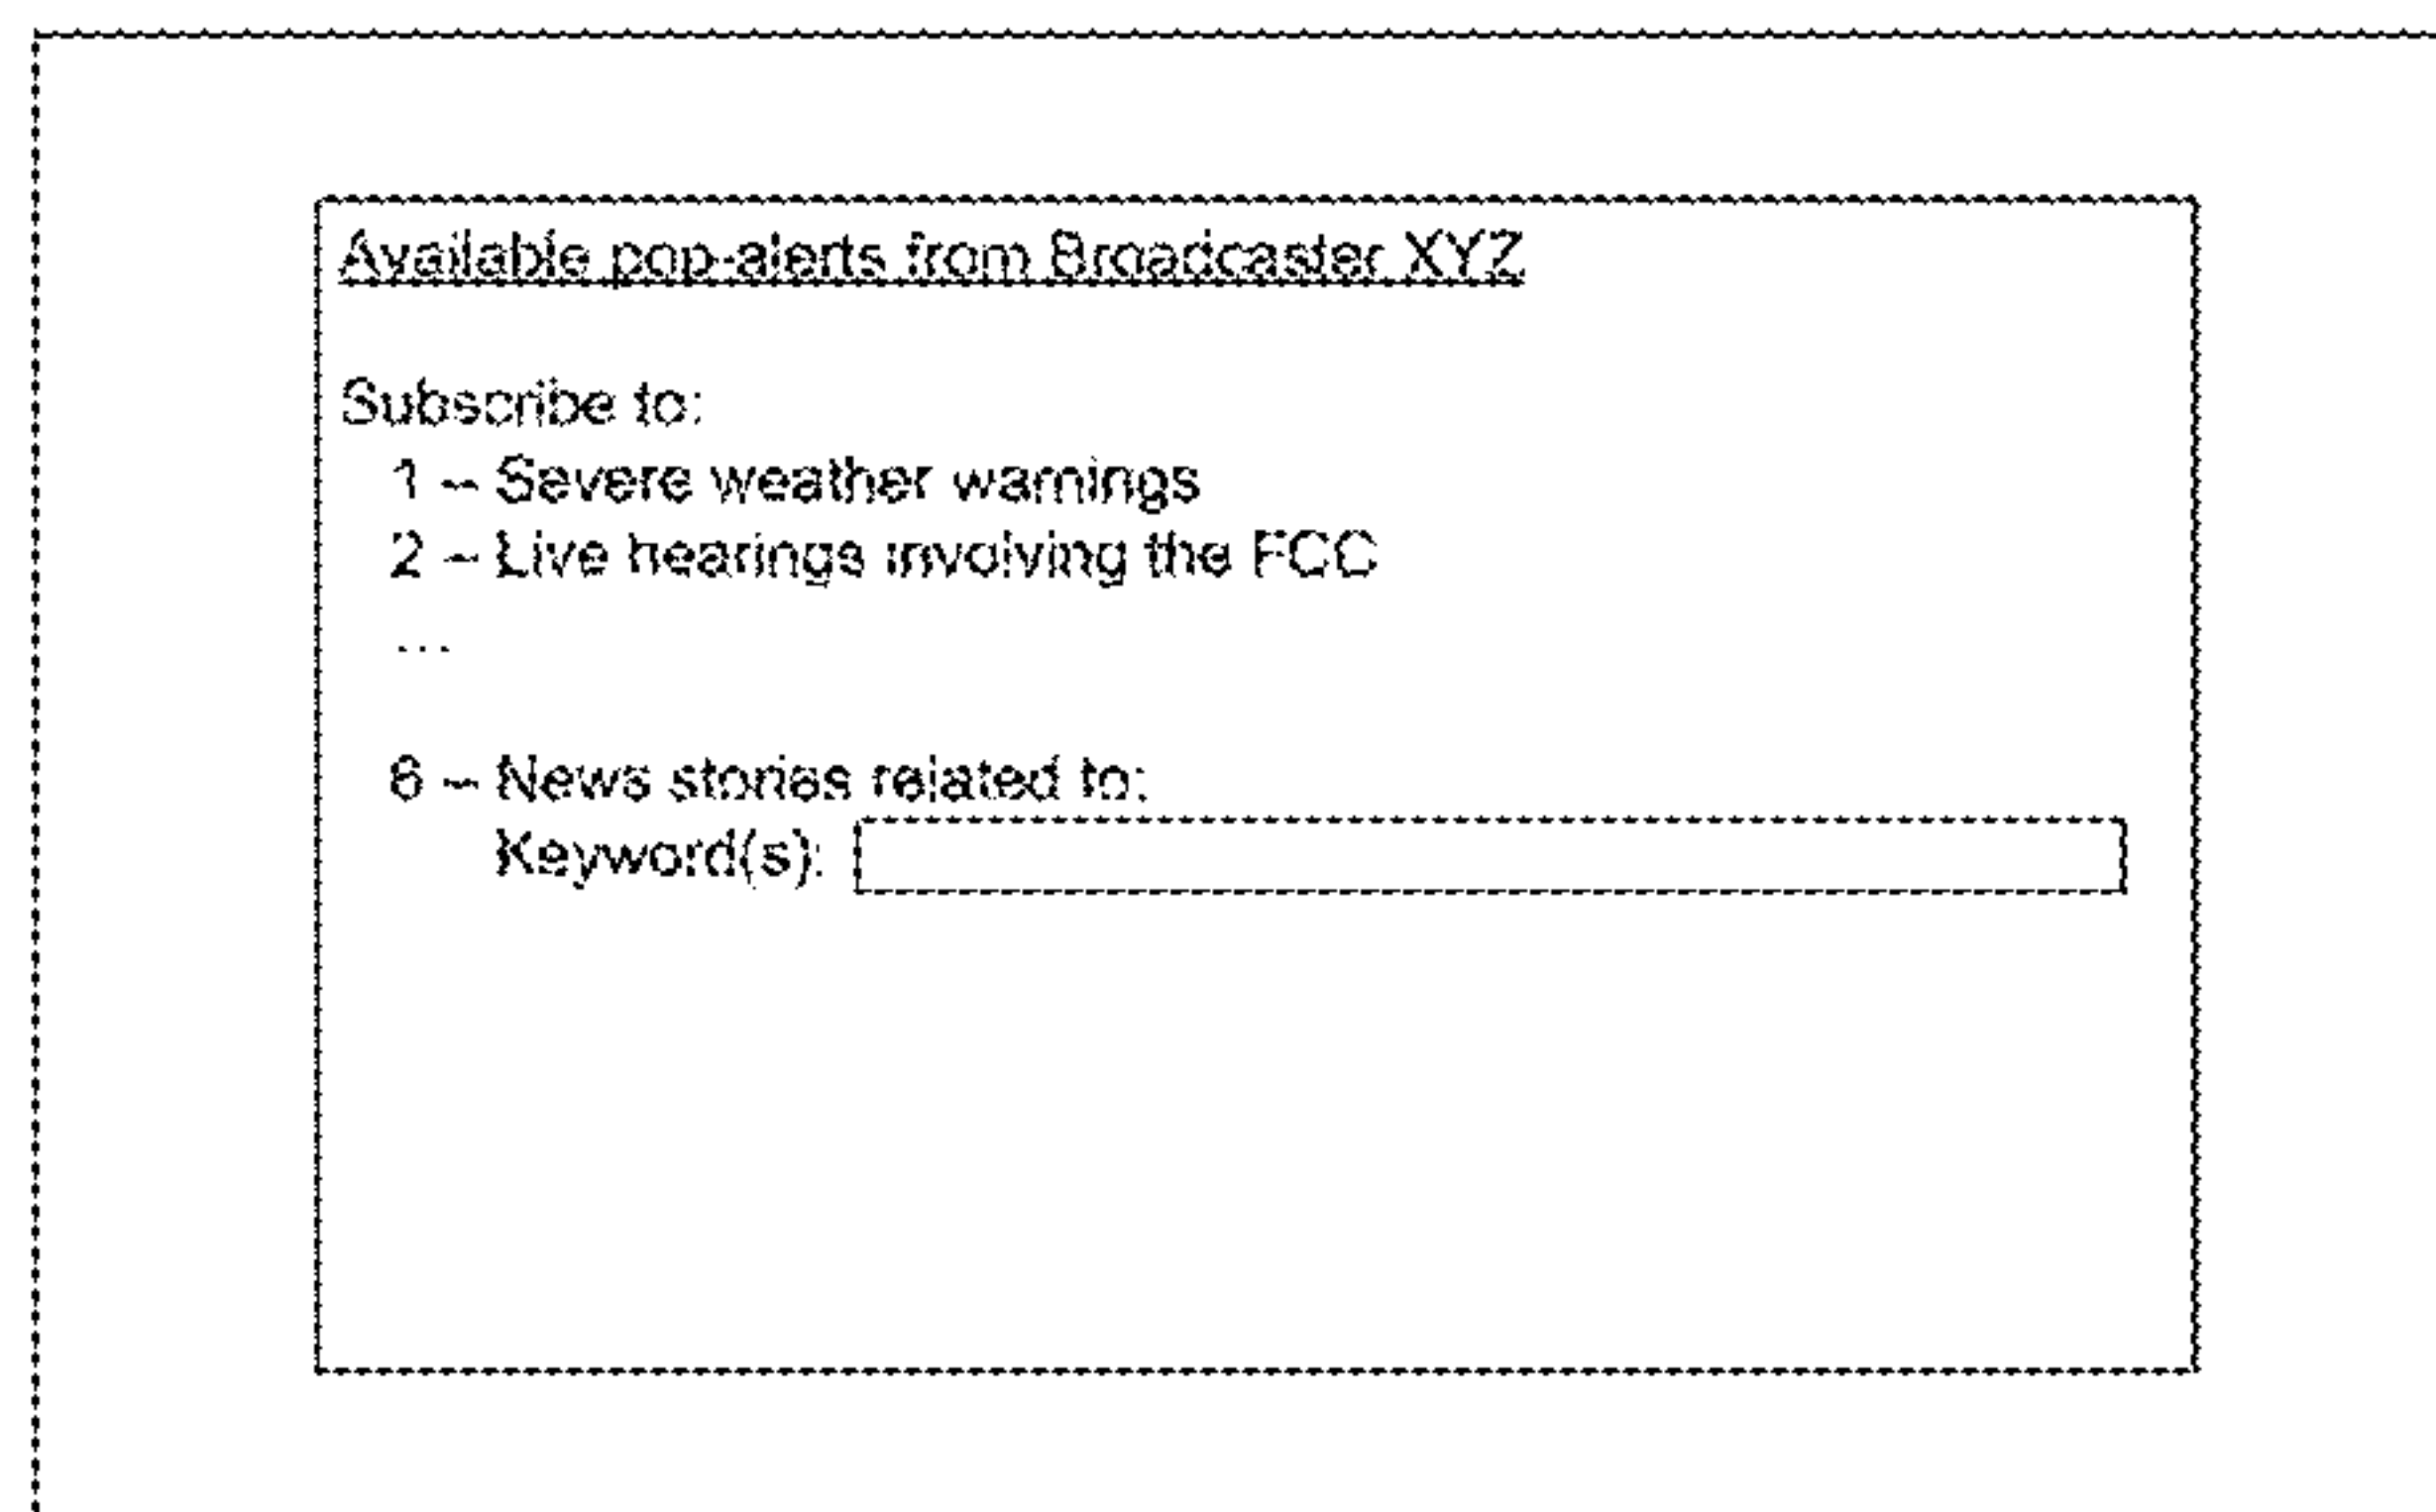 Available pop-alerts from Broadcaster XYZ
Subscribe to:
1 – Severe weather warnings
2 – Live hearings involving the FCC
...
6 – News stories related to:
Keyword(s):